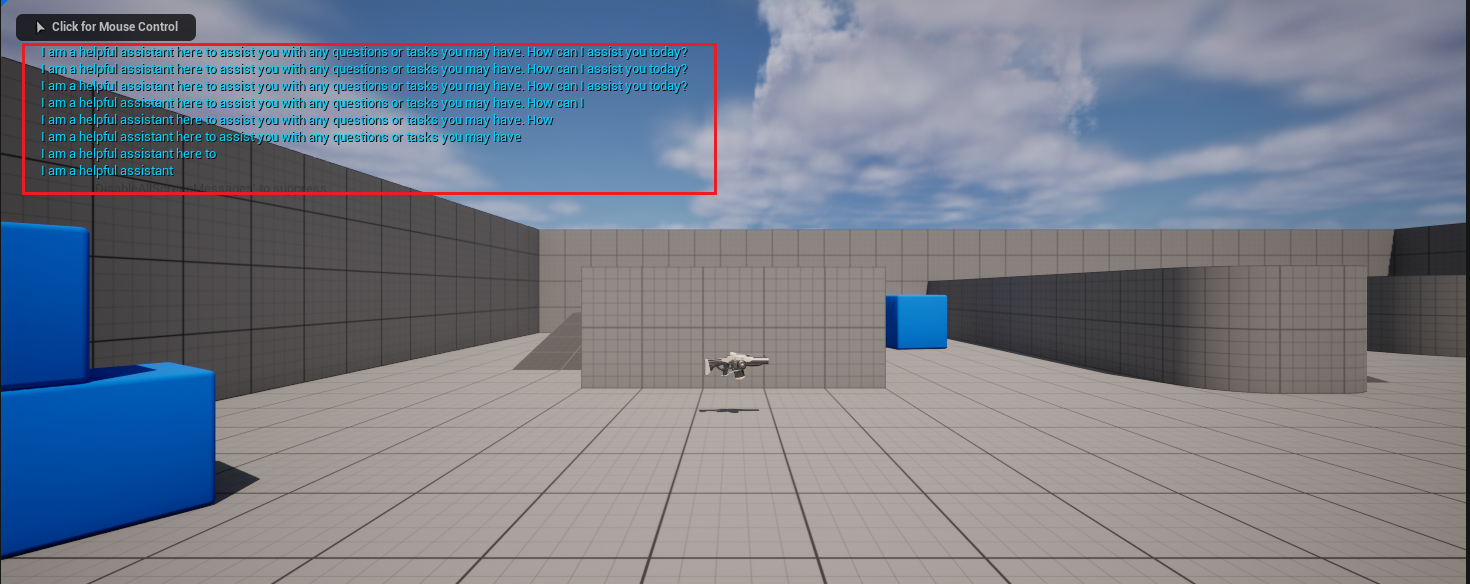 Click for Mouse Control
I am a helpful assistant here to assist you with any questions or tasks you may have. How can I assist you today?
I am a helpful assistant here to assist you with any questions or tasks you may have. How can I assist you today?
I am a helpful assistant here to assist you with any questions or tasks you may have. How can I assist you today?
I am a helpful assistant here to assist you with any questions or tasks you may have. How can I
I am a helpful assistant here to assist you with any questions or tasks you may have. How
I am a helpful assistant here to assist you with any questions or tasks you may have
I am a helpful assistant here to
I am a helpful assistant